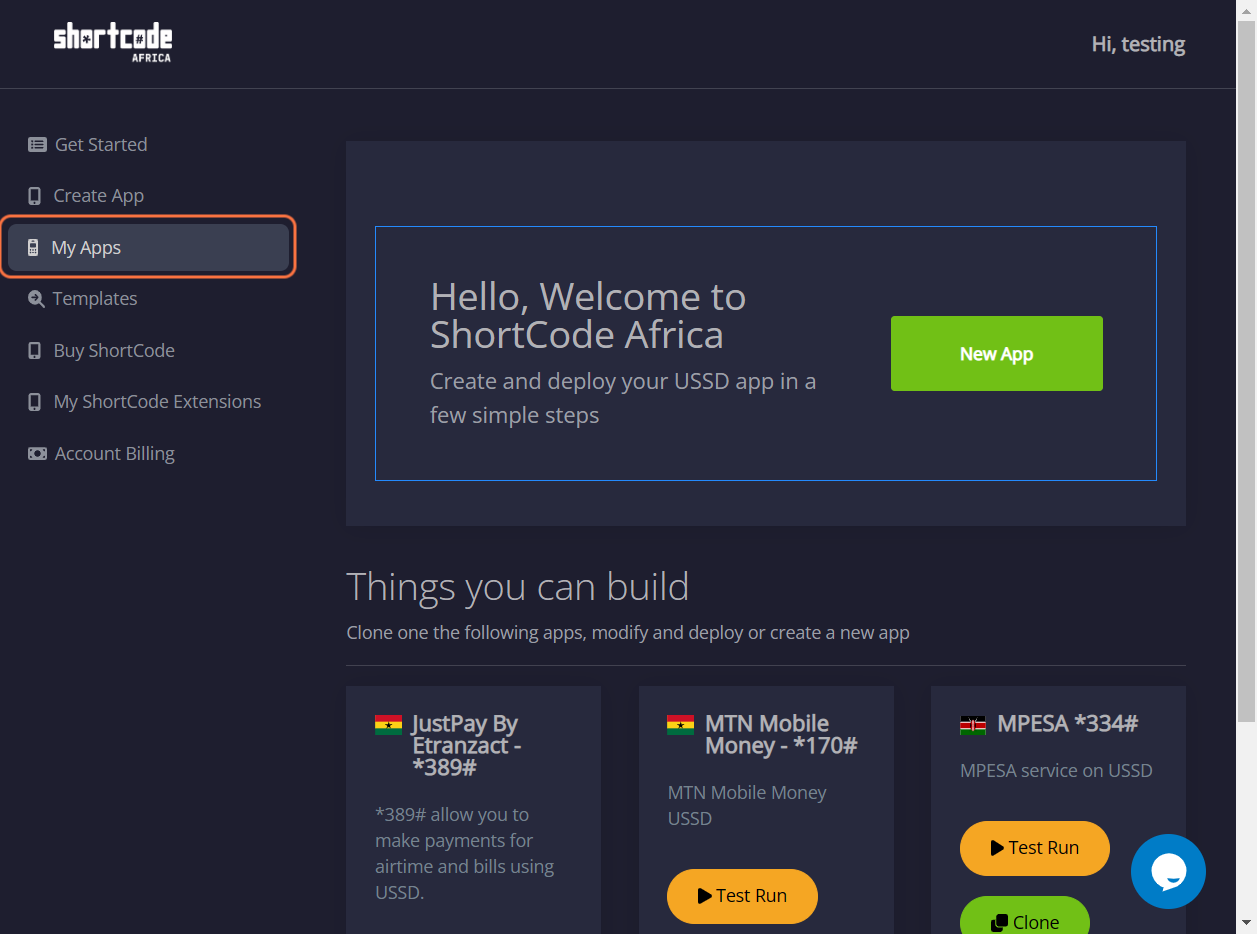 shortcode
AFRICA
Hi, testing
Get Started
Create App
My Apps
Templates
Buy ShortCode
My ShortCode Extensions
Account Billing
Hello, Welcome to
ShortCode Africa
Create and deploy your USSD app in a
few simple steps
New App
Things you can build
Clone one the following apps, modify and deploy or create a new app
JustPay By
Etranzact -
*389#
*389# allow you to
make payments for
airtime and bills using
USSD.
MTN Mobile
Money - *170#
MTN Mobile Money
USSD
Test Run
MPESA *334#
MPESA service on USSD
Test Run
Clone